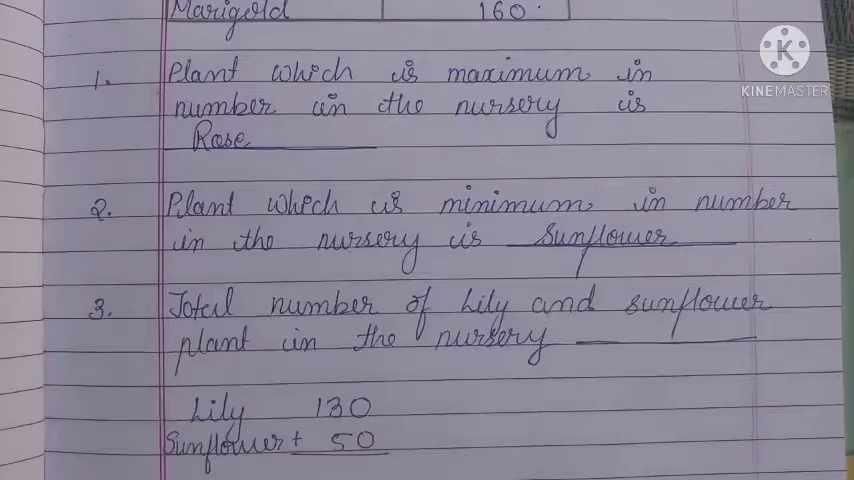 Marigold 160.
K
KINEMASTER
1. Plant which is maximum in
number in the nursery is
Rose
2. Plant which is minimum in number
in the nursery is Sunflower
3. Total number of Lily and sunflower
plant in the nursery
Lily 130
Sunflower + 50